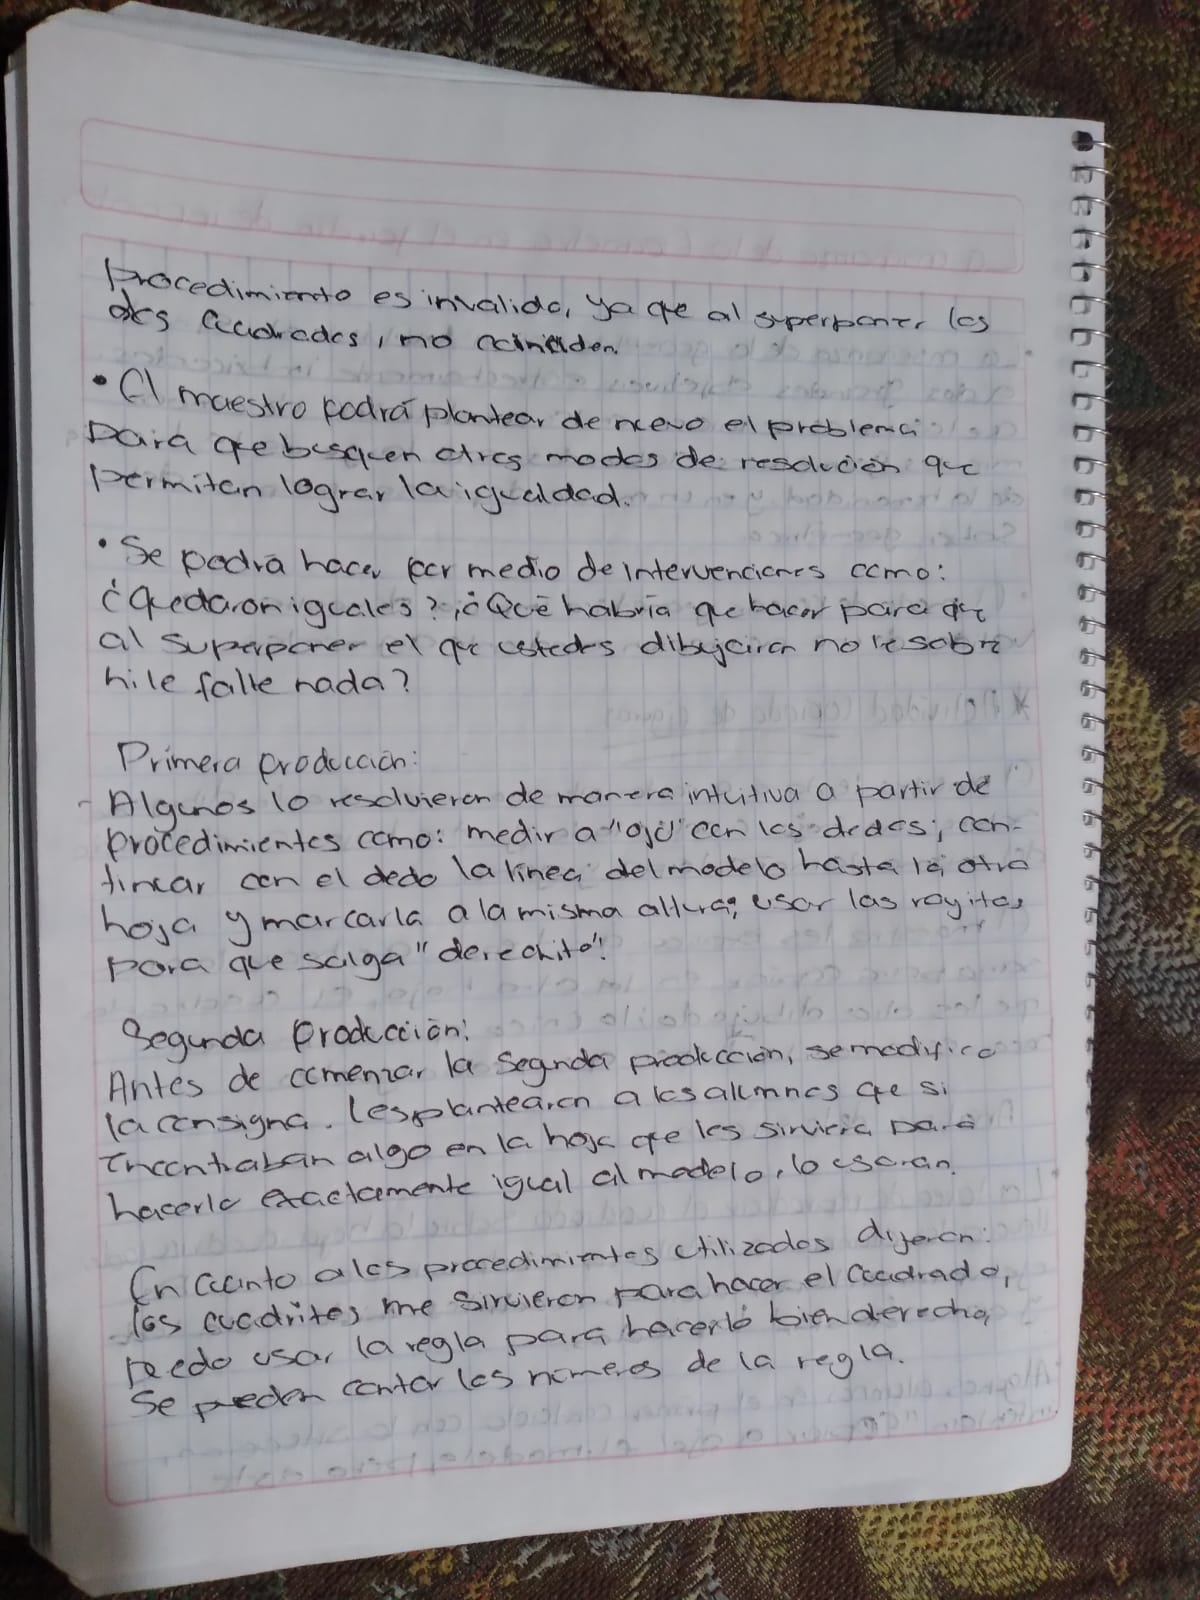 procedimiento es invalido, ya que al superponer los
dos cuadrados, no coinciden.
• El maestro podrá plantear de nuevo el problema
para que busquen otros modos de resolución que
permitan lograr la igualdad.
• Se podrá hacer por medio de intervenciones como:
¿Quedaron iguales?, ¿Qué habría que hacer para que
al superponer el que ustedes dibujaron no le sobre
ni le falte nada?
Primera producción:
- Algunos lo resolvieron de manera intuitiva a partir de
procedimientos como: medir a "ojo" con los dedos; con-
tinuar con el dedo la línea del modelo hasta la otra
hoja y marcarla a la misma altura; usar las rayitas
para que salga "derechito".
Segunda producción:
Antes de comenzar la segunda producción, se modifico
la consigna. Les plantearon a los alumnos que si
encontraban algo en la hoja que les sirviera para
hacerlo exactamente igual al modelo, lo usaran.
En cuanto a los procedimientos utilizados dijeron:
los cuadritos me sirvieron para hacer el cuadrado,
puedo usar la regla para hacerlo bien derecho,
Se pueden contar los números de la regla.